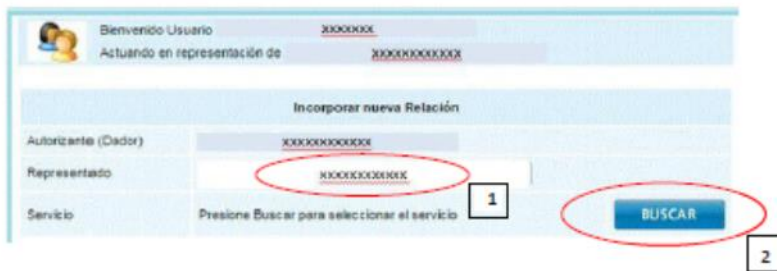 Bienvenido Usuario xxxxxxx
Actuando en representación de xxxxxxxxxxxx
Incorporar nueva Relación
Autorizante (Dador) xxxxxxxxxxxx
Representado xxxxxxxxxxxx
1
Servicio Presione Buscar para seleccionar el servicio BUSCAR
2